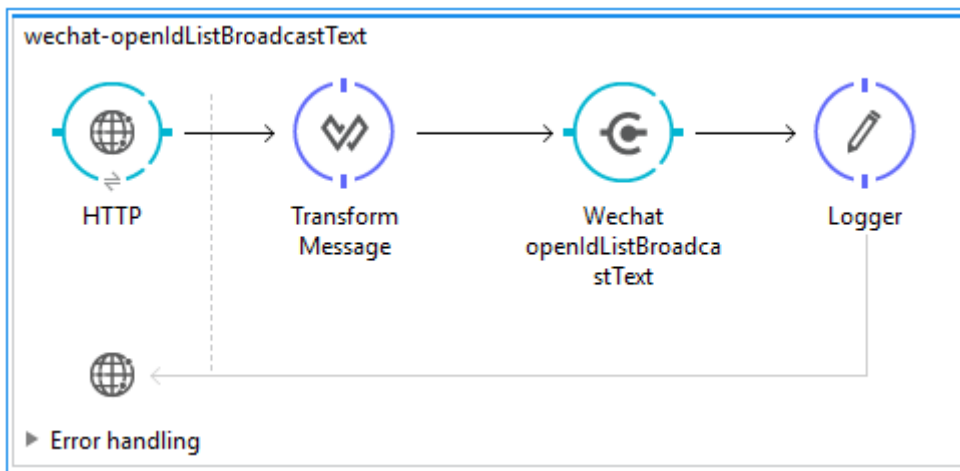 wechat-openIdListBroadcastText
HTTP
Transform
Message
Wechat
openIdListBroadca
stText
Logger
Error handling